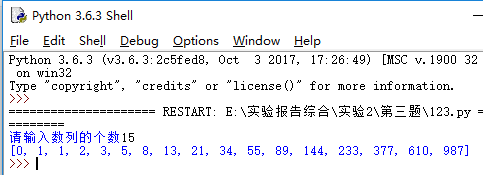 Python 3.6.3 Shell
File Edit Shell Debug Options Window Help
Python 3.6.3 (v3.6.3:2c5fed8, Oct  3 2017, 17:26:49) [MSC v.1900 32
 on win32
Type "copyright", "credits" or "license()" for more information.
>>>
==================== RESTART: E:\实验报告综合\实验2\第三题\123.py =
========
请输入数列的个数15
[0, 1, 1, 2, 3, 5, 8, 13, 21, 34, 55, 89, 144, 233, 377, 610, 987]
>>>